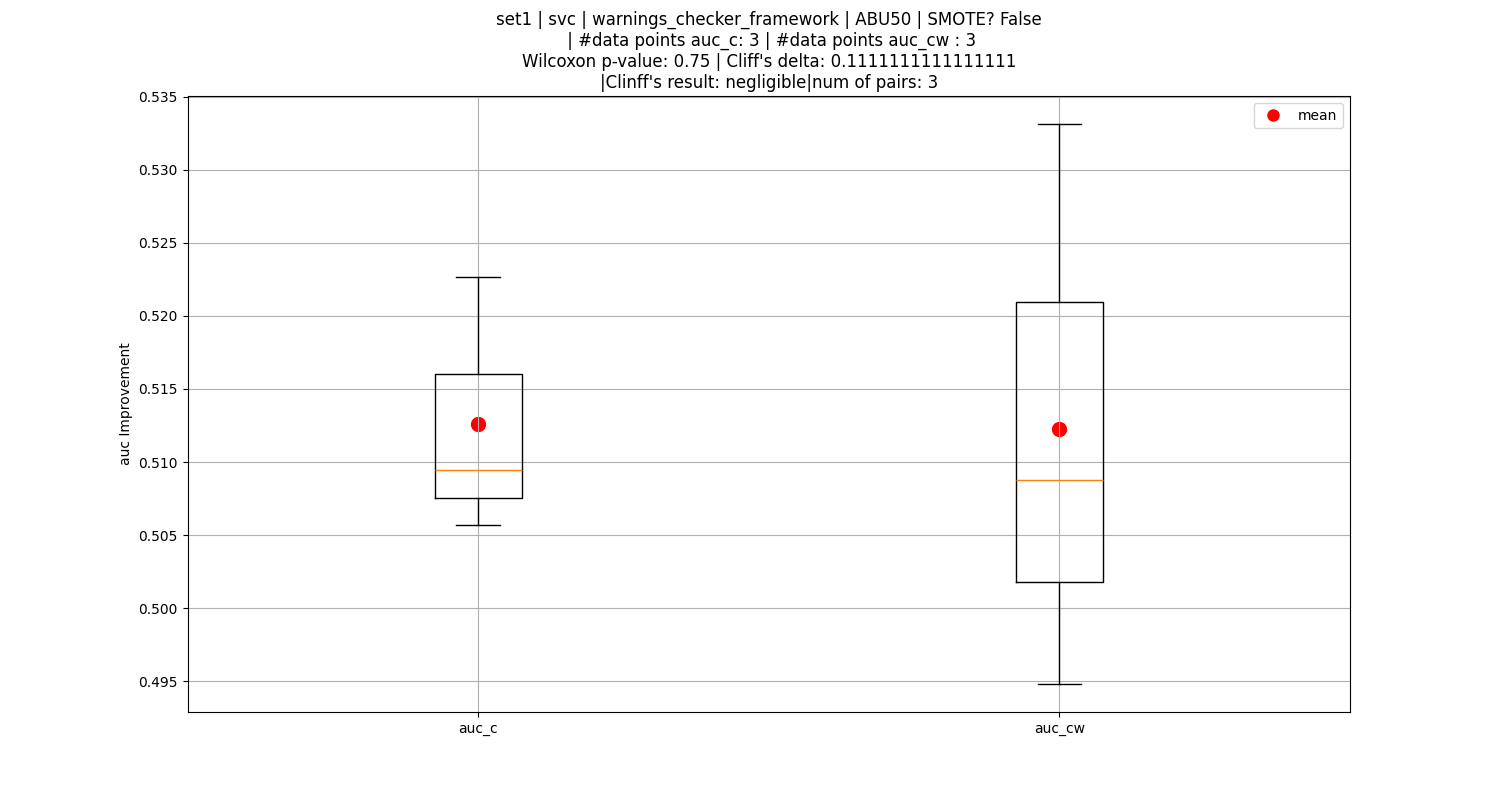 set1 | svc | warnings_checker_framework | ABU50 | SMOTE? False
| #data points auc_c: 3 | #data points auc_cw : 3
Wilcoxon p-value: 0.75 | Cliff's delta: 0.1111111111111111
|Clinff's result: negligible|num of pairs: 3
0.535
0.530
0.525
0.520
0.515
0.510
0.505
0.500
0.495
auc Improvement
mean
auc_c
auc_cw